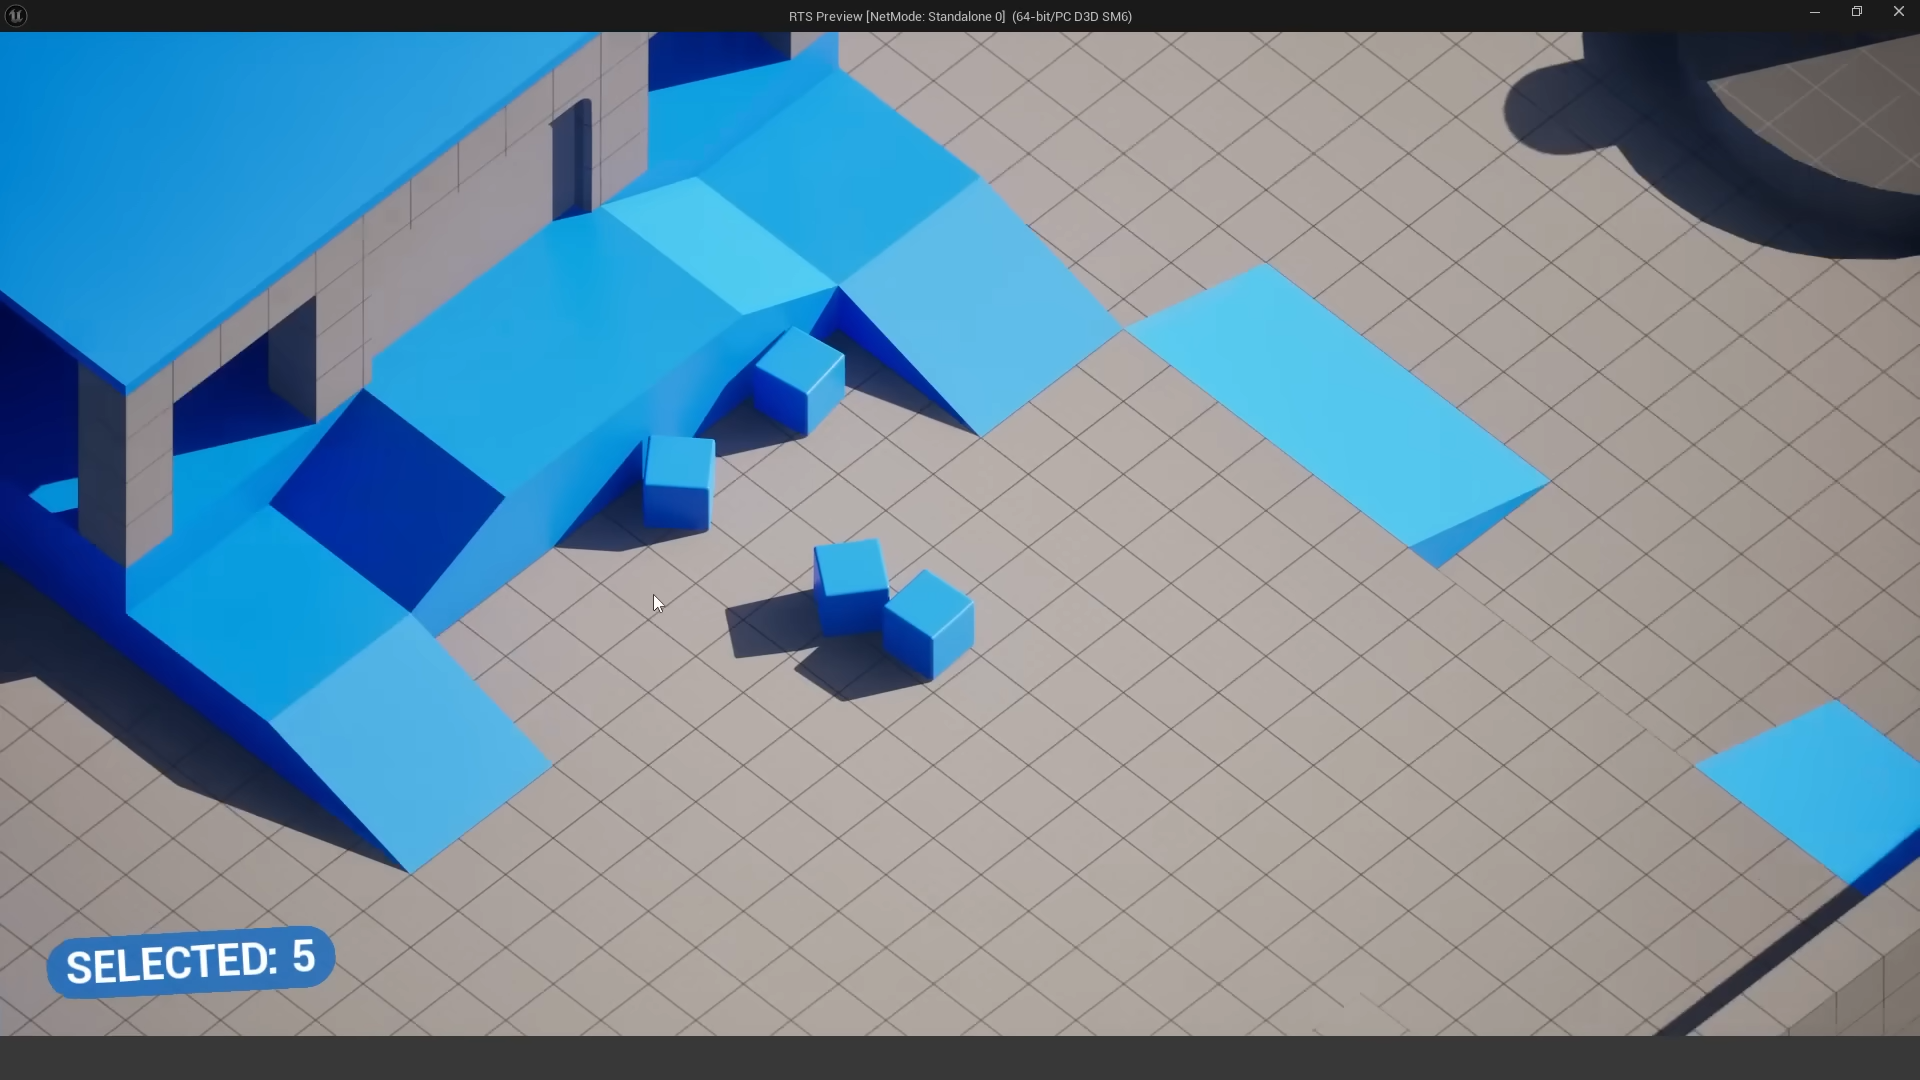 RTS Preview [NetMode: Standalone 0]  (64-bit/PC D3D SM6)
SELECTED: 5